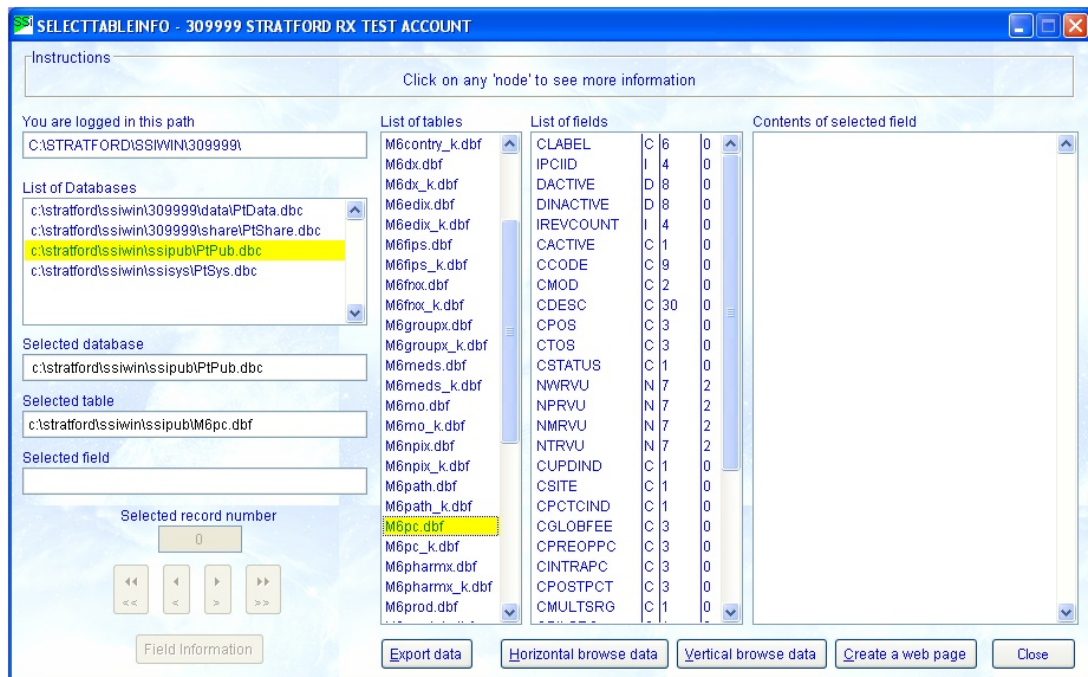 SSi SELECTTABLEINFO - 309999 STRATFORD RX TEST ACCOUNT
Instructions
Click on any 'node' to see more information
You are logged in this path
C:\STRATFORD\SSIWIN\309999\
List of Databases
c:\stratford\ssiwin\309999\data\PtData.dbc
c:\stratford\ssiwin\309999\share\PtShare.dbc
c:\stratford\ssiwin\ssipub\PtPub.dbc
c:\stratford\ssiwin\ssisys\PtSys.dbc
Selected database
c:\stratford\ssiwin\ssipub\PtPub.dbc
Selected table
c:\stratford\ssiwin\ssipub\M6pc.dbf
Selected field
Selected record number
0
<< < > >>
Field Information
List of tables
M6contry_k.dbf
M6dx.dbf
M6dx_k.dbf
M6edix.dbf
M6edix_k.dbf
M6fips.dbf
M6fips_k.dbf
M6fnxx.dbf
M6fnxx_k.dbf
M6groupx.dbf
M6groupx_k.dbf
M6meds.dbf
M6meds_k.dbf
M6mo.dbf
M6mo_k.dbf
M6npix.dbf
M6npix_k.dbf
M6path.dbf
M6path_k.dbf
M6pc.dbf
M6pc_k.dbf
M6pharmx.dbf
M6pharmx_k.dbf
M6prod.dbf
List of fields
CLABEL C 6 0
IPCIID I 4 0
DACTIVE D 8 0
DINACTIVE D 8 0
IREVCOUNT I 4 0
CACTIVE C 1 0
CCODE C 9 0
CMOD C 2 0
CDESC C 30 0
CPOS C 3 0
CTOS C 3 0
CSTATUS C 1 0
NWRVU N 7 2
NPRVU N 7 2
NMRVU N 7 2
NTRVU N 7 2
CUPDIND C 1 0
CSITE C 1 0
CPCTCIND C 1 0
CGLOBFEE C 3 0
CPREOPPC C 3 0
CINTRAPC C 3 0
CPOSTPCT C 3 0
CMULTSRG C 1 0
Contents of selected field
Export data
Horizontal browse data
Vertical browse data
Create a web page
Close